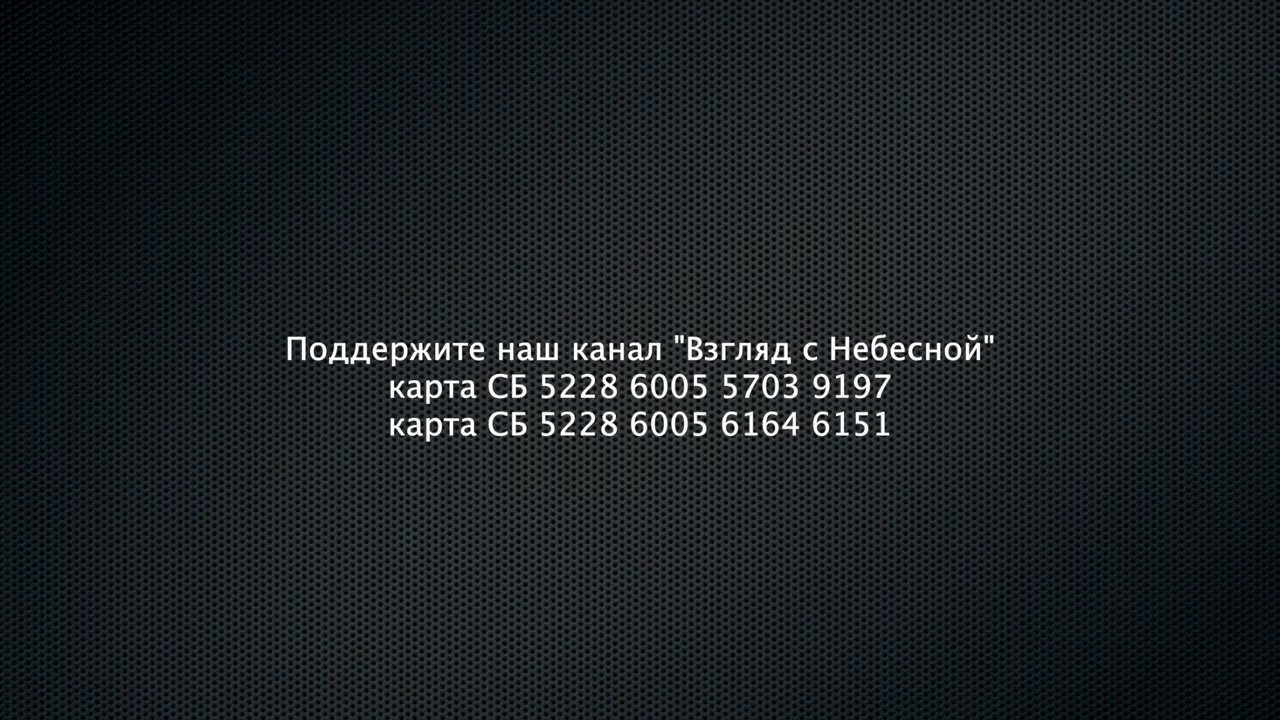 Поддержите наш канал "Взгляд с Небесной"
карта СБ 5228 6005 5703 9197
карта СБ 5228 6005 6164 6151